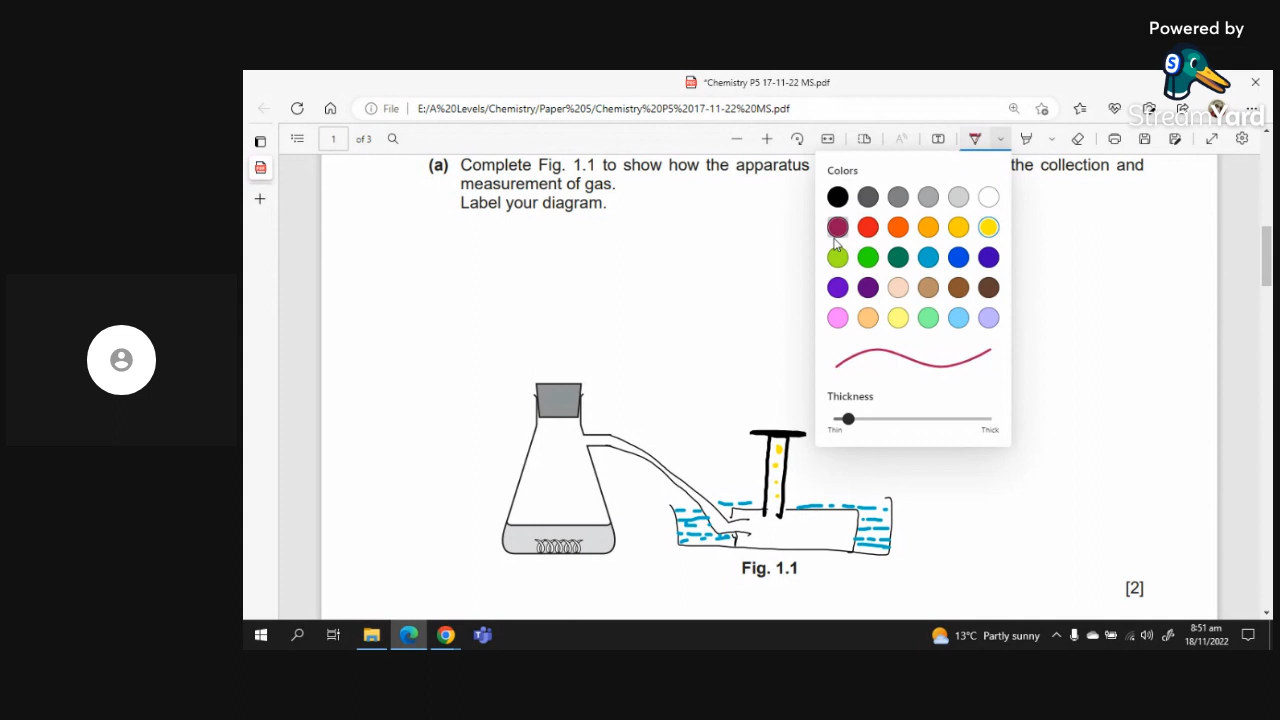 Powered by
StreamYard
*Chemistry P5 17-11-22 MS.pdf
File
E:/A%20Levels/Chemistry/Paper%205/Chemistry%20P5%2017-11-22%20MS.pdf
1 of 3
(a) Complete Fig. 1.1 to show how the apparatus
the collection and
measurement of gas.
Label your diagram.
Colors
Thickness
Thin
Thick
Fig. 1.1
[2]
13°C Partly sunny
8:51 am
18/11/2022